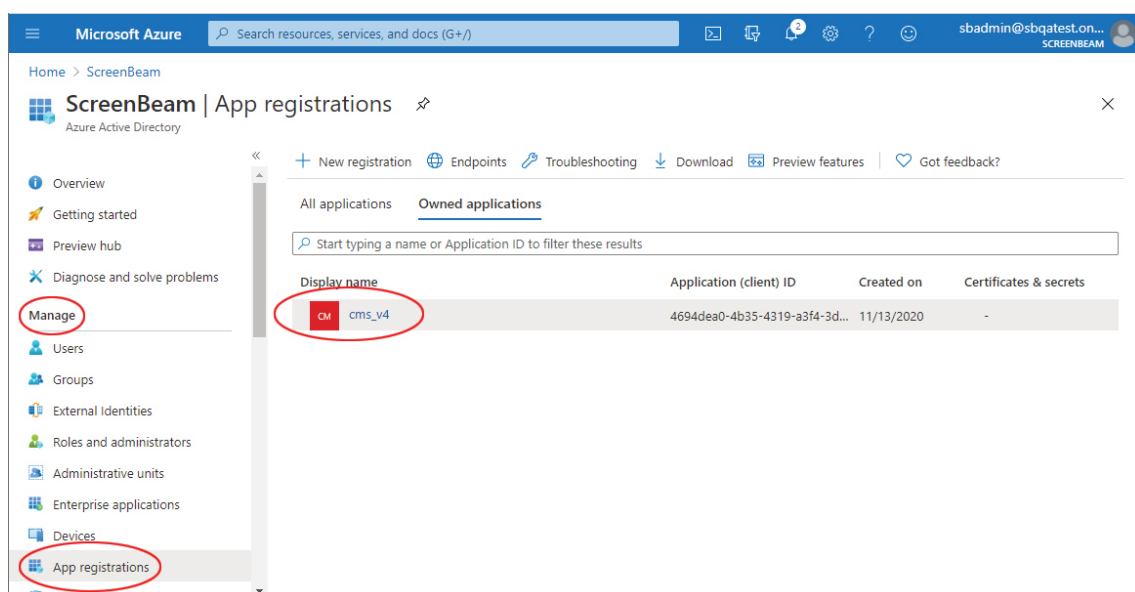 Microsoft Azure
Search resources, services, and docs (G+/)
2
sbadmin@sbqatest.on...
SCREENBEAM
Home > ScreenBeam
ScreenBeam | App registrations
Azure Active Directory
New registration Endpoints Troubleshooting Download Preview features Got feedback?
Overview
Getting started
Preview hub
Diagnose and solve problems
Manage
Users
Groups
External Identities
Roles and administrators
Administrative units
Enterprise applications
Devices
App registrations
All applications Owned applications
Start typing a name or Application ID to filter these results
Display name Application (client) ID Created on Certificates & secrets
CM cms_v4 4694dea0-4b35-4319-a3f4-3d... 11/13/2020 -